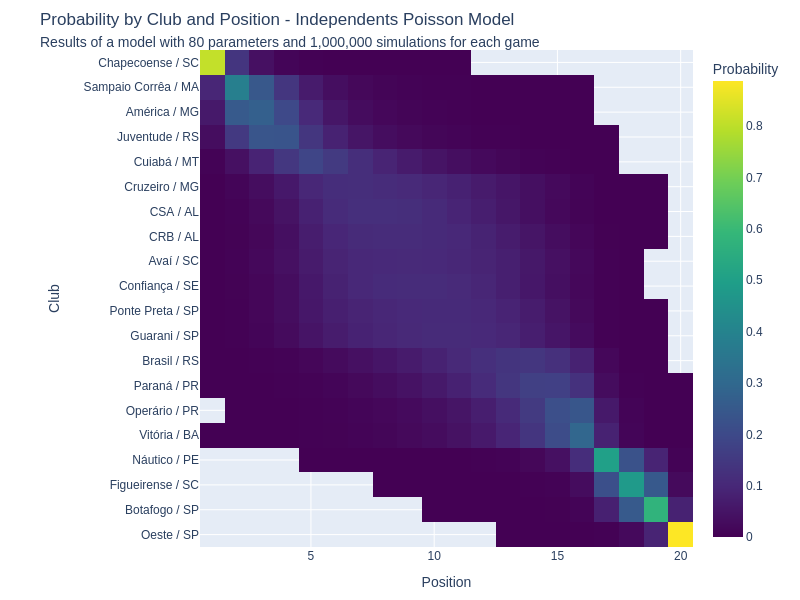 Probability by Club and Position - Independents Poisson Model
Results of a model with 80 parameters and 1,000,000 simulations for each game
Probability
Chapecoense / SC
Sampaio Corrêa / MA
América / MG
Juventude / RS
Cuiabá / MT
Cruzeiro / MG
CSA / AL
CRB / AL
Avaí / SC
Confiança / SE
Ponte Preta / SP
Guarani / SP
Brasil / RS
Paraná / PR
Operário / PR
Vitória / BA
Náutico / PE
Figueirense / SC
Botafogo / SP
Oeste / SP
Club
5
10
15
20
Position
0.8
0.7
0.6
0.5
0.4
0.3
0.2
0.1
0